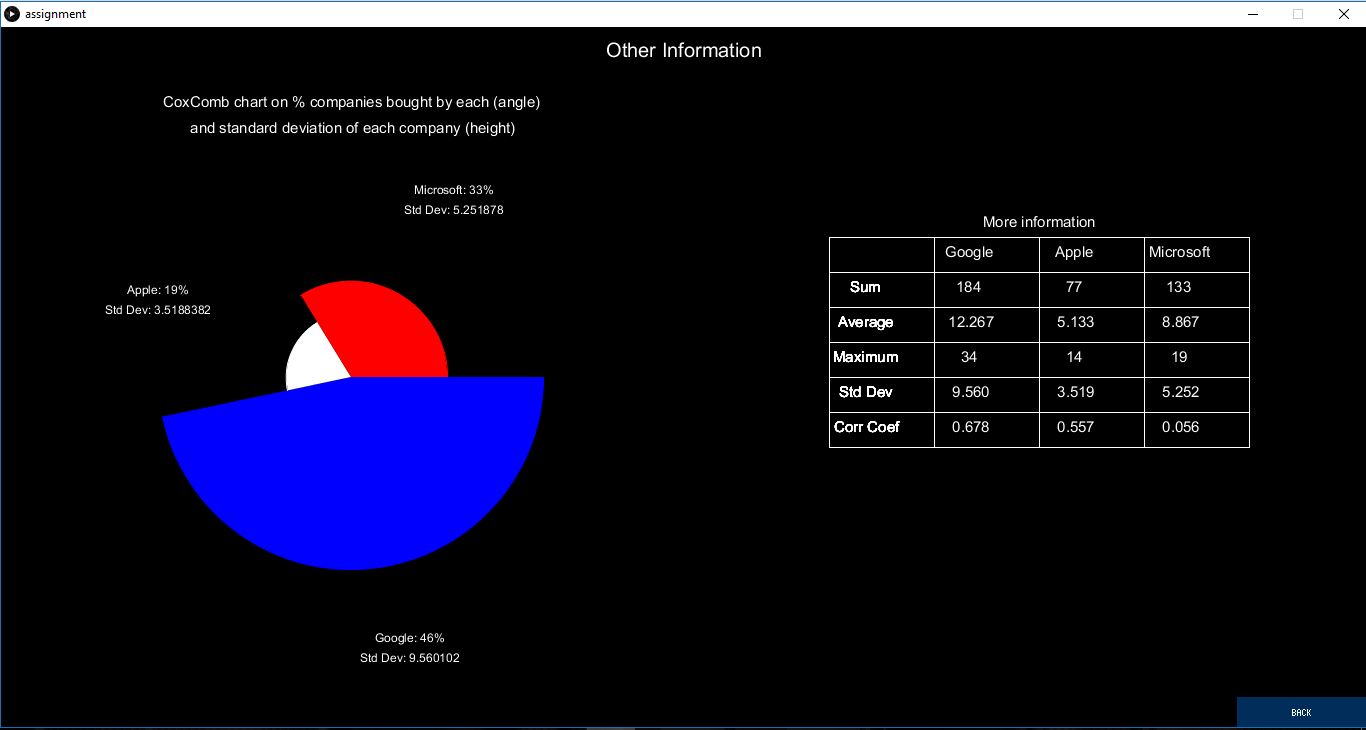 assignment
Other Information
CoxComb chart on % companies bought by each (angle)
and standard deviation of each company (height)
Microsoft: 33%
Std Dev: 5.251878
Apple: 19%
Std Dev: 3.5188382
Google: 46%
Std Dev: 9.560102
More information
Google Apple Microsoft
Sum 184 77 133
Average 12.267 5.133 8.867
Maximum 34 14 19
Std Dev 9.560 3.519 5.252
Corr Coef 0.678 0.557 0.056
BACK